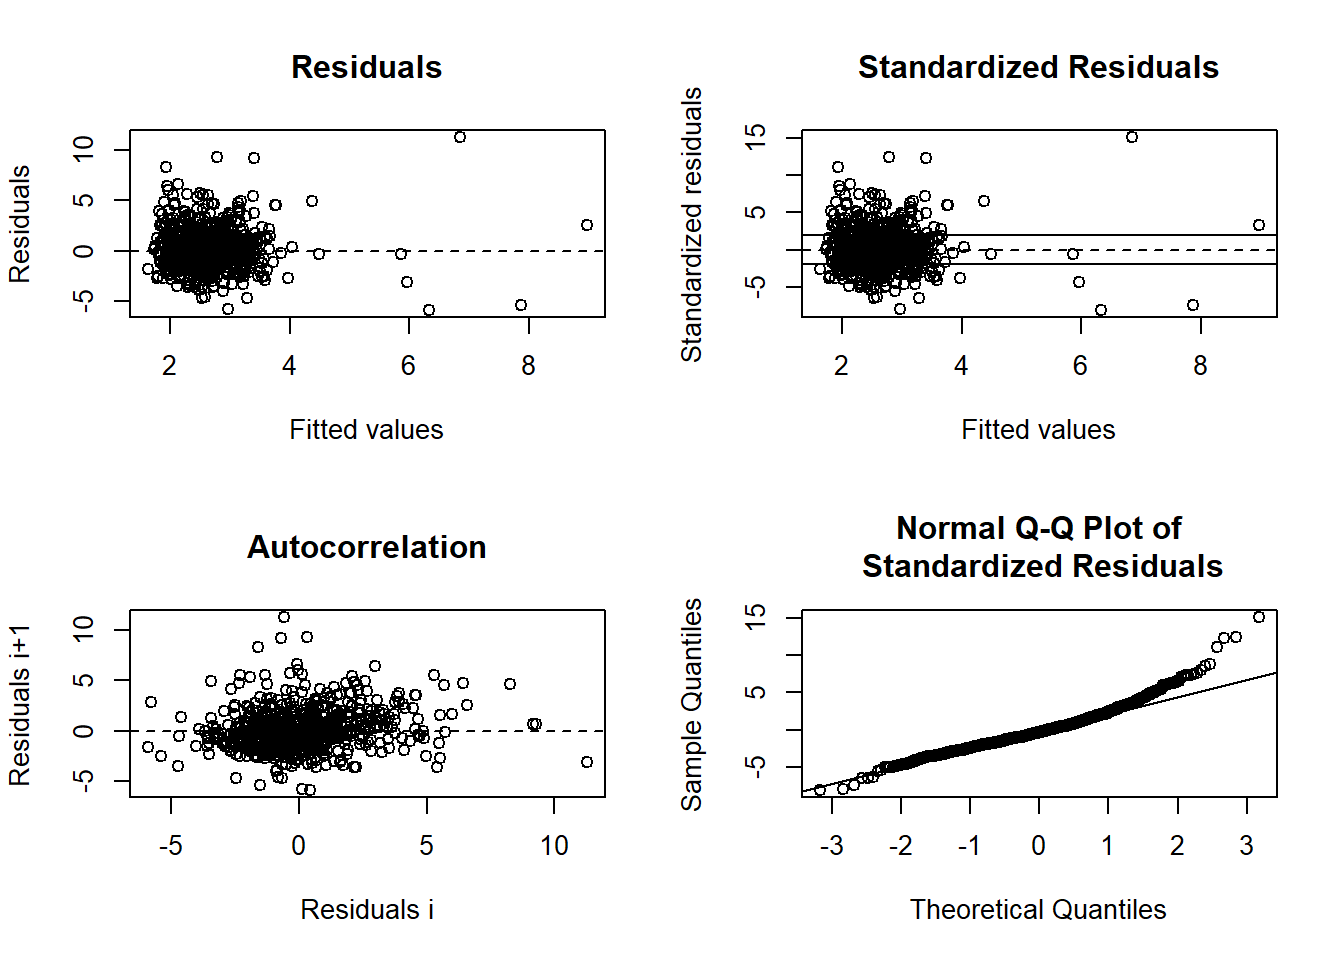 Residuals
Residuals
10
5
0
-5
2 4 6 8
Fitted values
Standardized Residuals
Standardized residuals
15
5
-5
2 4 6 8
Fitted values
Autocorrelation
Residuals i+1
10
5
0
-5
-5 0 5 10
Residuals i
Normal Q-Q Plot of
Standardized Residuals
Sample Quantiles
15
5
-5
-3 -2 -1 0 1 2 3
Theoretical Quantiles